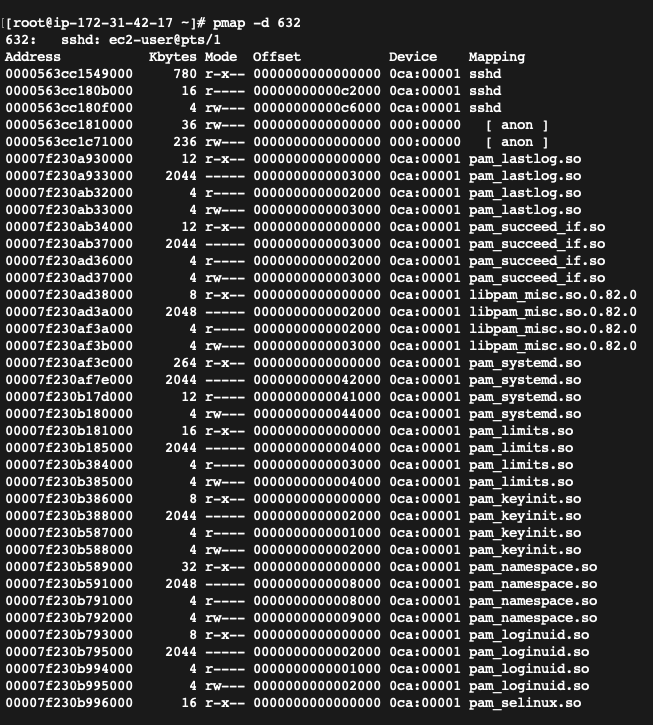 [[root@ip-172-31-42-17 ~]# pmap -d 632
632:   sshd: ec2-user@pts/1
Address           Kbytes Mode  Offset           Device    Mapping
0000563cc1549000     780 r-x-- 0000000000000000 0ca:00001 sshd
0000563cc180b000      16 r---- 00000000000c2000 0ca:00001 sshd
0000563cc180f000       4 rw--- 00000000000c6000 0ca:00001 sshd
0000563cc1810000      36 rw--- 0000000000000000 000:00000   [ anon ]
0000563cc1c71000     236 rw--- 0000000000000000 000:00000   [ anon ]
00007f230a930000      12 r-x-- 0000000000000000 0ca:00001 pam_lastlog.so
00007f230a933000    2044 ----- 0000000000003000 0ca:00001 pam_lastlog.so
00007f230ab32000       4 r---- 0000000000002000 0ca:00001 pam_lastlog.so
00007f230ab33000       4 rw--- 0000000000003000 0ca:00001 pam_lastlog.so
00007f230ab34000      12 r-x-- 0000000000000000 0ca:00001 pam_succeed_if.so
00007f230ab37000    2044 ----- 0000000000003000 0ca:00001 pam_succeed_if.so
00007f230ad36000       4 r---- 0000000000002000 0ca:00001 pam_succeed_if.so
00007f230ad37000       4 rw--- 0000000000003000 0ca:00001 pam_succeed_if.so
00007f230ad38000       8 r-x-- 0000000000000000 0ca:00001 libpam_misc.so.0.82.0
00007f230ad3a000    2048 ----- 0000000000002000 0ca:00001 libpam_misc.so.0.82.0
00007f230af3a000       4 r---- 0000000000002000 0ca:00001 libpam_misc.so.0.82.0
00007f230af3b000       4 rw--- 0000000000003000 0ca:00001 libpam_misc.so.0.82.0
00007f230af3c000     264 r-x-- 0000000000000000 0ca:00001 pam_systemd.so
00007f230af7e000    2044 ----- 0000000000042000 0ca:00001 pam_systemd.so
00007f230b17d000      12 r---- 0000000000041000 0ca:00001 pam_systemd.so
00007f230b180000       4 rw--- 0000000000044000 0ca:00001 pam_systemd.so
00007f230b181000      16 r-x-- 0000000000000000 0ca:00001 pam_limits.so
00007f230b185000    2044 ----- 0000000000004000 0ca:00001 pam_limits.so
00007f230b384000       4 r---- 0000000000003000 0ca:00001 pam_limits.so
00007f230b385000       4 rw--- 0000000000004000 0ca:00001 pam_limits.so
00007f230b386000       8 r-x-- 0000000000000000 0ca:00001 pam_keyinit.so
00007f230b388000    2044 ----- 0000000000002000 0ca:00001 pam_keyinit.so
00007f230b587000       4 r---- 0000000000001000 0ca:00001 pam_keyinit.so
00007f230b588000       4 rw--- 0000000000002000 0ca:00001 pam_keyinit.so
00007f230b589000      32 r-x-- 0000000000000000 0ca:00001 pam_namespace.so
00007f230b591000    2048 ----- 0000000000008000 0ca:00001 pam_namespace.so
00007f230b791000       4 r---- 0000000000008000 0ca:00001 pam_namespace.so
00007f230b792000       4 rw--- 0000000000009000 0ca:00001 pam_namespace.so
00007f230b793000       8 r-x-- 0000000000000000 0ca:00001 pam_loginuid.so
00007f230b795000    2044 ----- 0000000000002000 0ca:00001 pam_loginuid.so
00007f230b994000       4 r---- 0000000000001000 0ca:00001 pam_loginuid.so
00007f230b995000       4 rw--- 0000000000002000 0ca:00001 pam_loginuid.so
00007f230b996000      16 r-x-- 0000000000000000 0ca:00001 pam_selinux.so